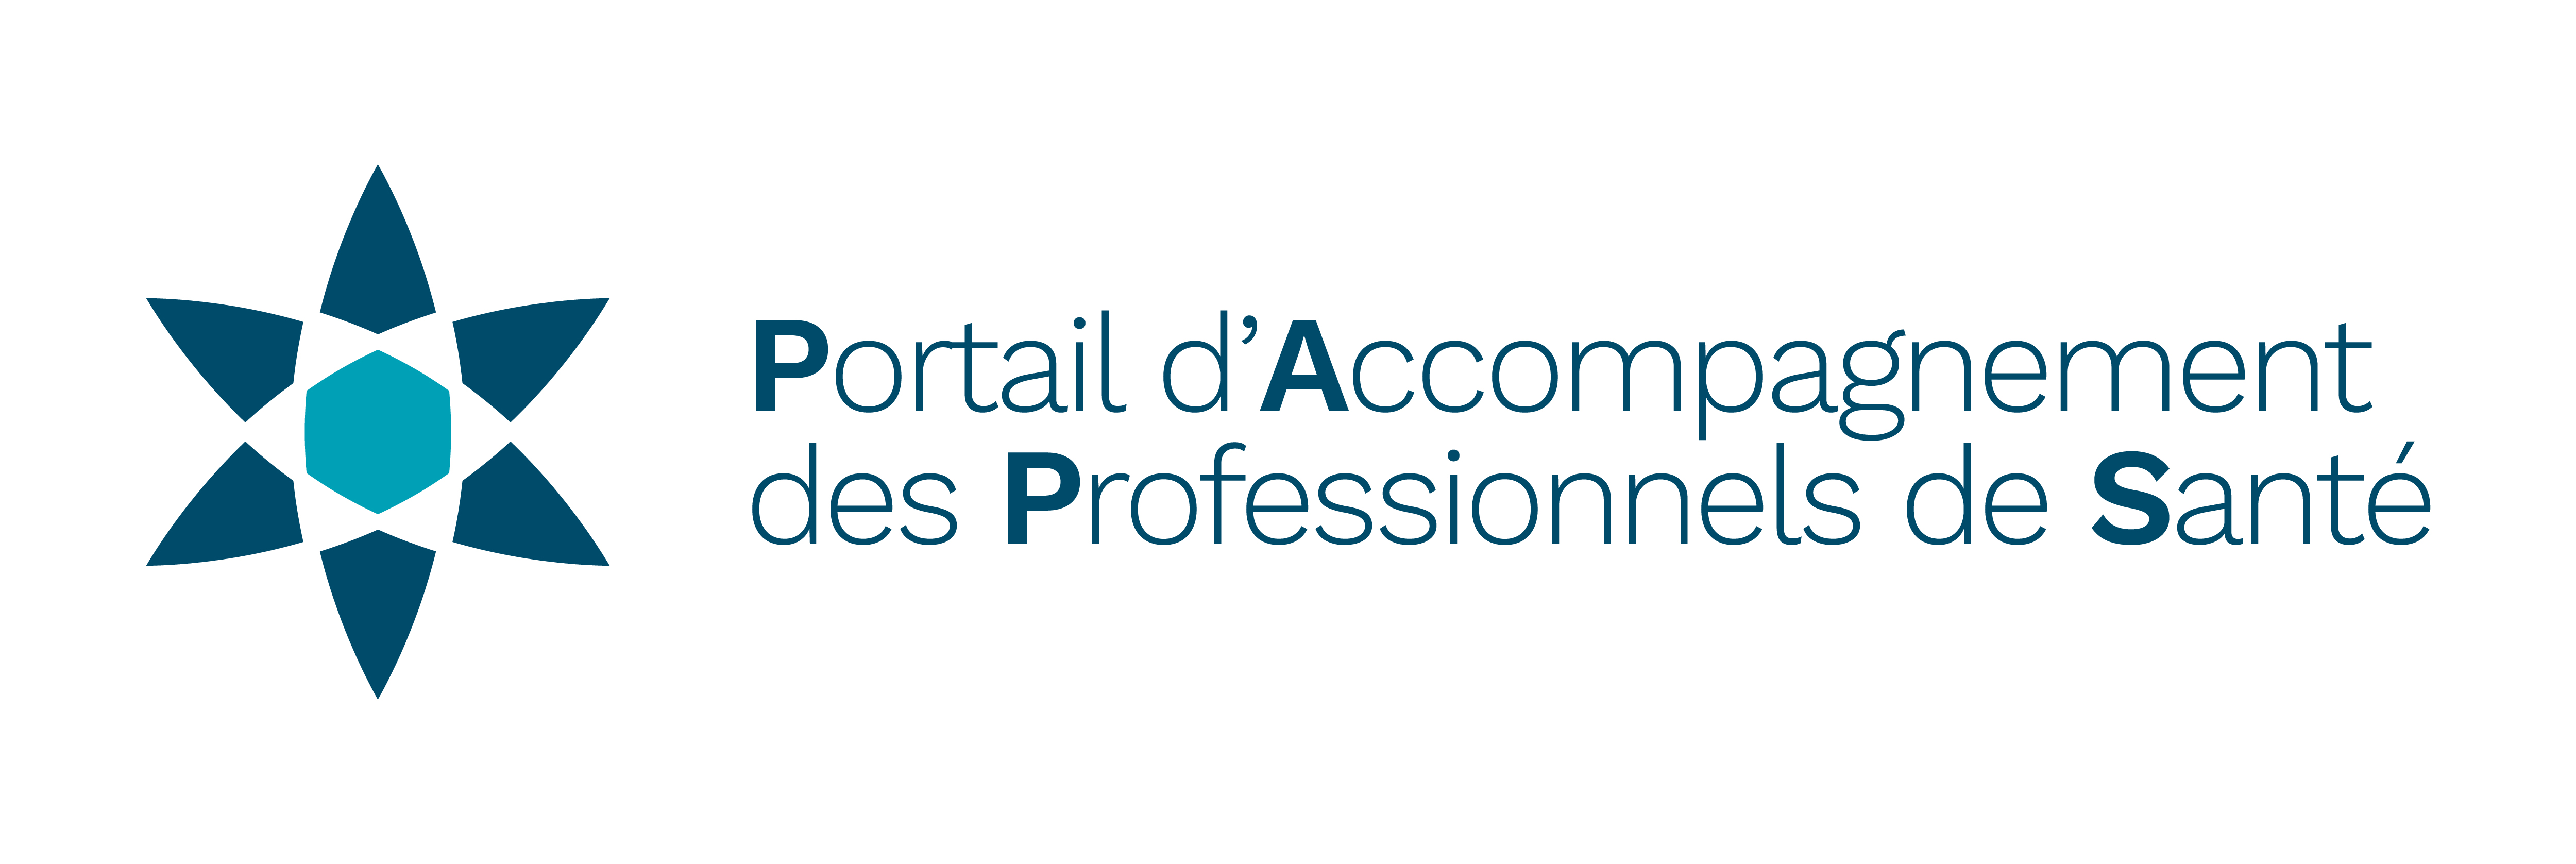 Portail d’Accompagnement
des Professionnels de Santé